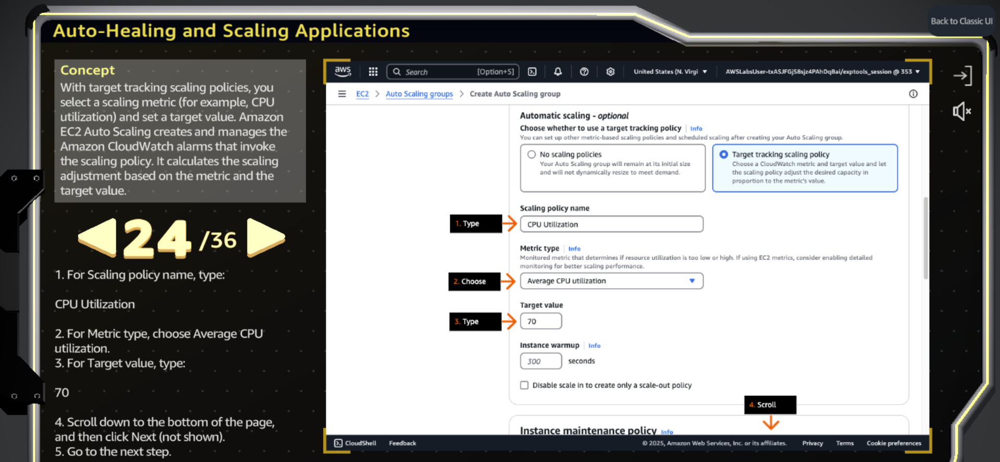 Back to Classic UI
Auto-Healing and Scaling Applications
Concept
With target tracking scaling policies, you
select a scaling metric (for example, CPU
utilization) and set a target value. Amazon
EC2 Auto Scaling creates and manages the
Amazon CloudWatch alarms that invoke
the scaling policy. It calculates the scaling
adjustment based on the metric and the
target value.
24 /36
1. For Scaling policy name, type:
CPU Utilization
2. For Metric type, choose Average CPU
utilization.
3. For Target value, type:
70
4. Scroll down to the bottom of the page,
and then click Next (not shown).
5. Go to the next step.
aws Search [Option+S] United States (N. Virgi AWSLabsUser-txASJFGjS8sjz4PAhDqBai/exptools_session @ 353
EC2 > Auto Scaling groups > Create Auto Scaling group
Automatic scaling - optional
Choose whether to use a target tracking policy | Info
You can set up other metric-based scaling policies and scheduled scaling after creating your Auto Scaling group.
No scaling policies
Your Auto Scaling group will remain at its initial size
and will not dynamically resize to meet demand.
Target tracking scaling policy
Choose a CloudWatch metric and target value and let
the scaling policy adjust the desired capacity in
proportion to the metric's value.
Scaling policy name
1. Type
CPU Utilization
Metric type | Info
Monitored metric that determines if resource utilization is too low or high. If using EC2 metrics, consider enabling detailed
monitoring for better scaling performance.
2. Choose
Average CPU utilization
Target value
3. Type
70
Instance warmup | Info
300 seconds
Disable scale in to create only a scale-out policy
4. Scroll
Instance maintenance policy Info
CloudShell Feedback © 2025, Amazon Web Services, Inc. or its affiliates. Privacy Terms Cookie preferences